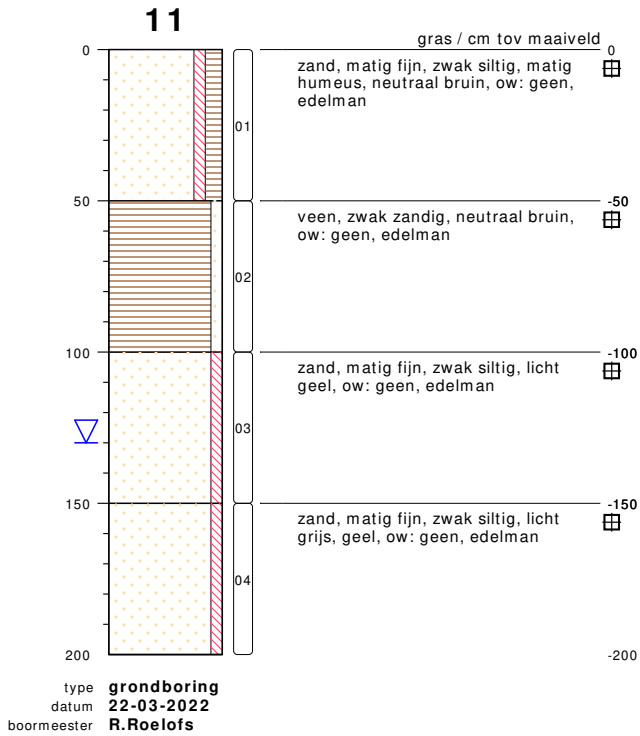 11
gras / cm tov maaiveld
0
0
zand, matig fijn, zwak siltig, matig
humeus, neutraal bruin, ow: geen,
edelman
01
50
-50
veen, zwak zandig, neutraal bruin,
ow: geen, edelman
02
100
-100
zand, matig fijn, zwak siltig, licht
geel, ow: geen, edelman
03
150
-150
zand, matig fijn, zwak siltig, licht
grijs, geel, ow: geen, edelman
04
200
-200
type grondboring
datum 22-03-2022
boormeester R.Roelofs